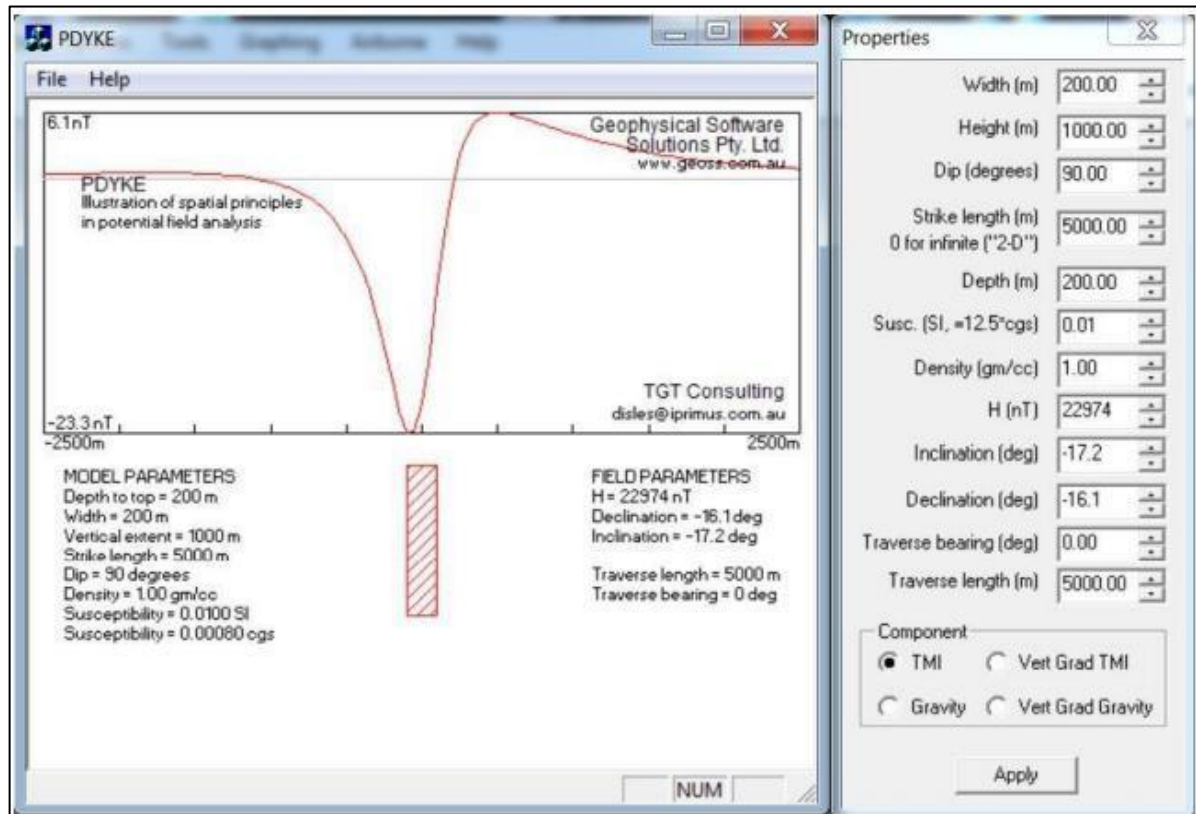 PDYKE
Tools Graphing Airborne Help
File Help
6.1nT
Geophysical Software
Solutions Pty. Ltd.
www.geoss.com.au
PDYKE
Illustration of spatial principles
in potential field analysis
TGT Consulting
disles@iprimus.com.au
-23.3 nT
-2500m
2500m
MODEL PARAMETERS
Depth to top = 200 m
Width = 200 m
Vertical extent = 1000 m
Strike length = 5000 m
Dip = 90 degrees
Density = 1.00 gm/cc
Susceptibility = 0.0100 SI
Susceptibility = 0.00080 cgs
FIELD PARAMETERS
H = 22974 nT
Declination = -16.1 deg
Inclination = -17.2 deg
Traverse length = 5000 m
Traverse bearing = 0 deg
NUM
Properties
Width (m) 200.00
Height (m) 1000.00
Dip (degrees) 90.00
Strike length (m)
0 for infinite ("2-D") 5000.00
Depth (m) 200.00
Susc. (SI, =12.5*cgs) 0.01
Density (gm/cc) 1.00
H (nT) 22974
Inclination (deg) -17.2
Declination (deg) -16.1
Traverse bearing (deg) 0.00
Traverse length (m) 5000.00
Component
TMI Vert Grad TMI
Gravity Vert Grad Gravity
Apply